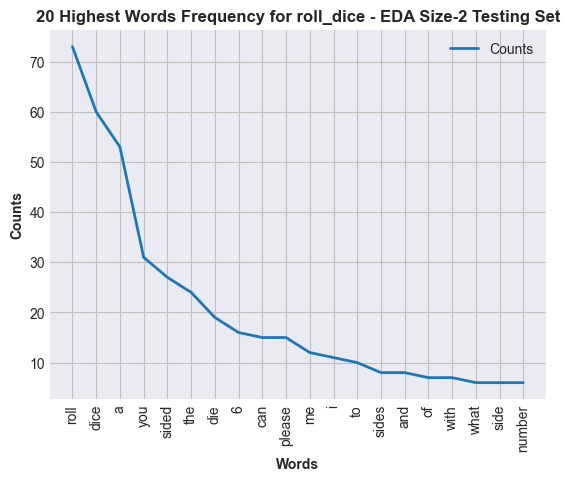 20 Highest Words Frequency for roll_dice - EDA Size-2 Testing Set
Counts
Counts
70
60
50
40
30
20
10
roll
dice
a
you
sided
the
die
6
can
please
me
i
to
sides
and
of
with
what
side
number
Words